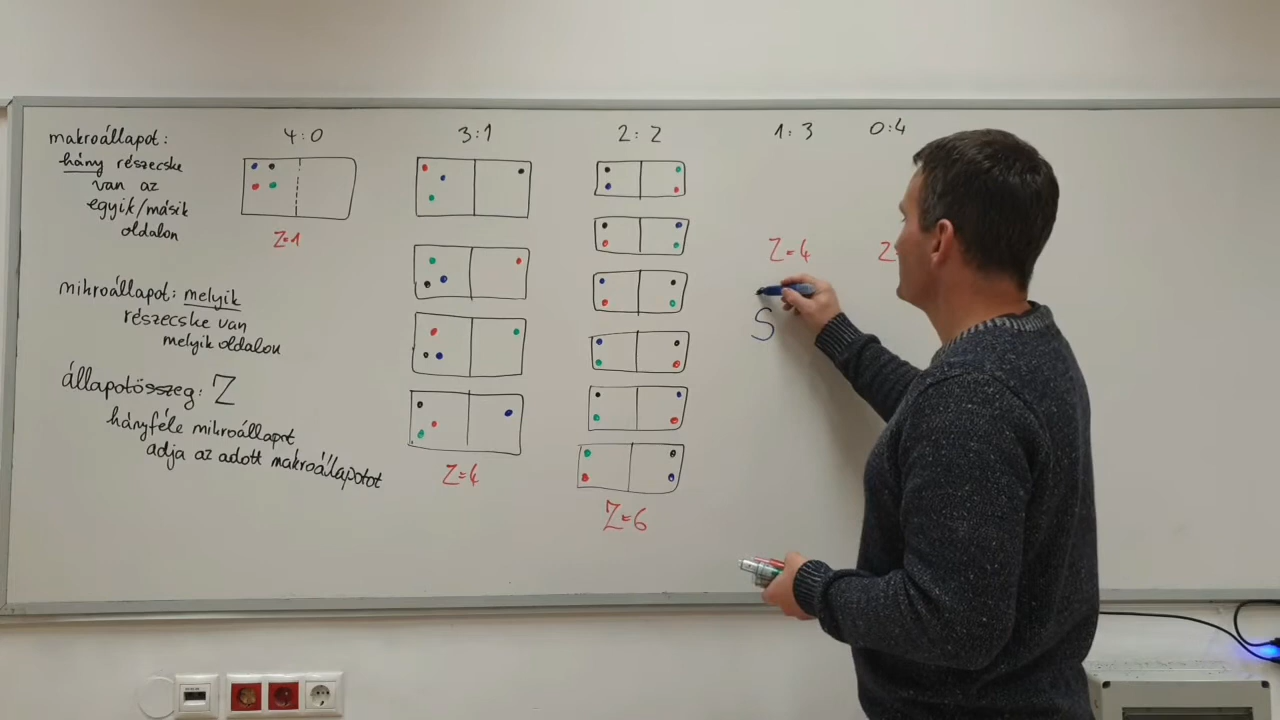 makroállapot:
hány részecske
van az
egyik/másik
oldalon
mikroállapot: melyik
részecske van
melyik oldalon
állapotösszeg: Z
hányféle mikroállapot
adja az adott makroállapotot
4:0
Z=1
3:1
Z=4
2:2
Z=6
1:3
Z=4
0:4
Z
S